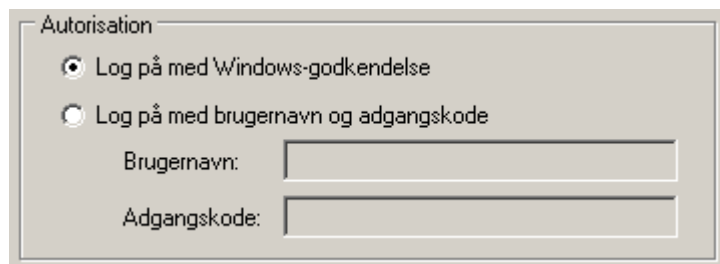 Autorisation
Log på med Windows-godkendelse
Log på med brugernavn og adgangskode
Brugernavn:
Adgangskode: